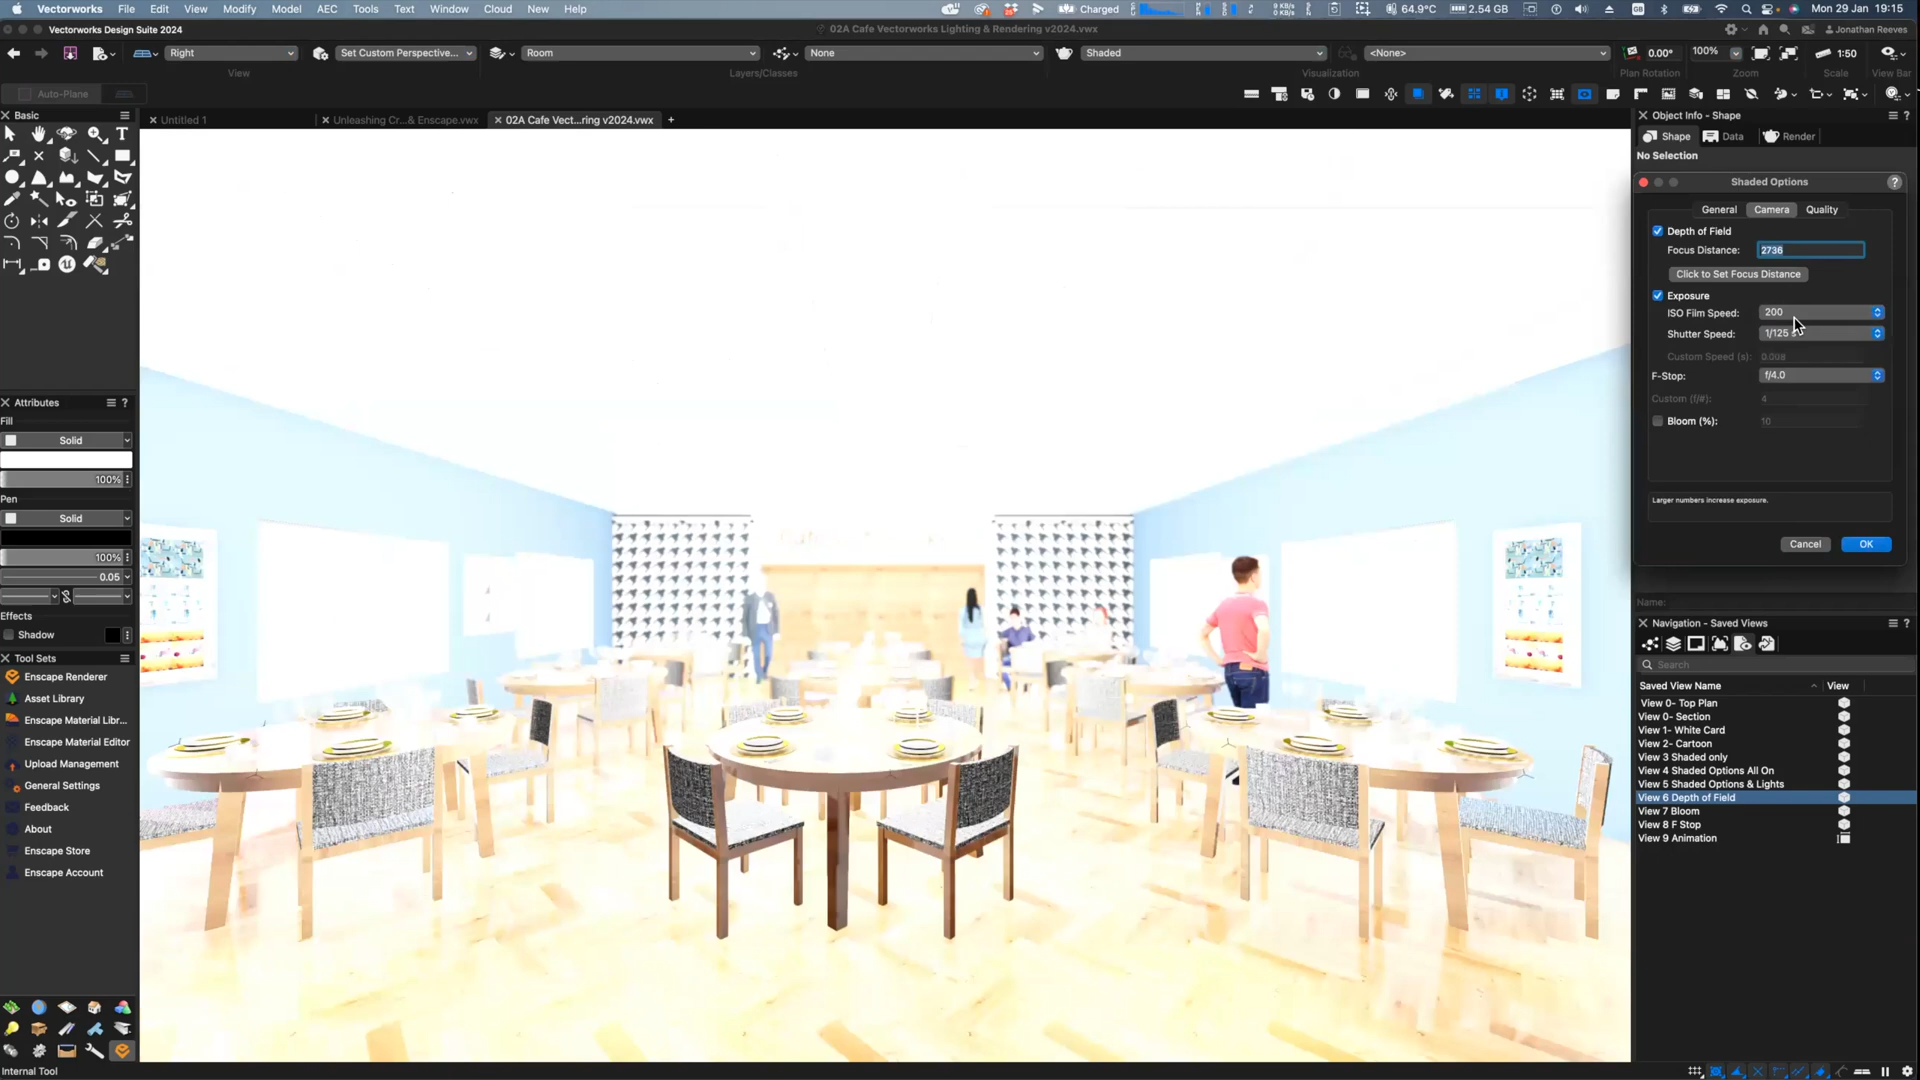 Vectorworks File Edit View Modify Model AEC Tools Text Window Cloud New Help
Charged 0 KB/s 0 KB/s 64.9°C 2.54 GB GB Mon 29 Jan 19:15
Vectorworks Design Suite 2024
02A Cafe Vectorworks Lighting & Rendering v2024.vwx
Jonathan Reeves
Right Set Custom Perspective... Room None Shaded <None> 0.00° 100% 1:50
View Layers/Classes Visualization Plan Rotation Zoom Scale View Bar
Auto-Plane
Basic
Untitled 1
Unleashing Cr...& Enscape.vwx
02A Cafe Vect...ring v2024.vwx
Attributes
Fill
Solid
100%
Pen
Solid
100%
0.05
Effects
Shadow
Tool Sets
Enscape Renderer
Asset Library
Enscape Material Libr...
Enscape Material Editor
Upload Management
General Settings
Feedback
About
Enscape Store
Enscape Account
Internal Tool
Object Info - Shape
Shape Data Render
No Selection
Shaded Options
General Camera Quality
Depth of Field
Focus Distance: 2736
Click to Set Focus Distance
Exposure
ISO Film Speed: 200
Shutter Speed: 1/125 s
Custom Speed (s): 0.008
F-Stop: f/4.0
Custom (f/#): 4
Bloom (%): 10
Larger numbers increase exposure.
Cancel OK
Name:
Navigation - Saved Views
Search
Saved View Name View
View 0- Top Plan
View 0- Section
View 1- White Card
View 2- Cartoon
View 3 Shaded only
View 4 Shaded Options All On
View 5 Shaded Options & Lights
View 6 Depth of Field
View 7 Bloom
View 8 F Stop
View 9 Animation